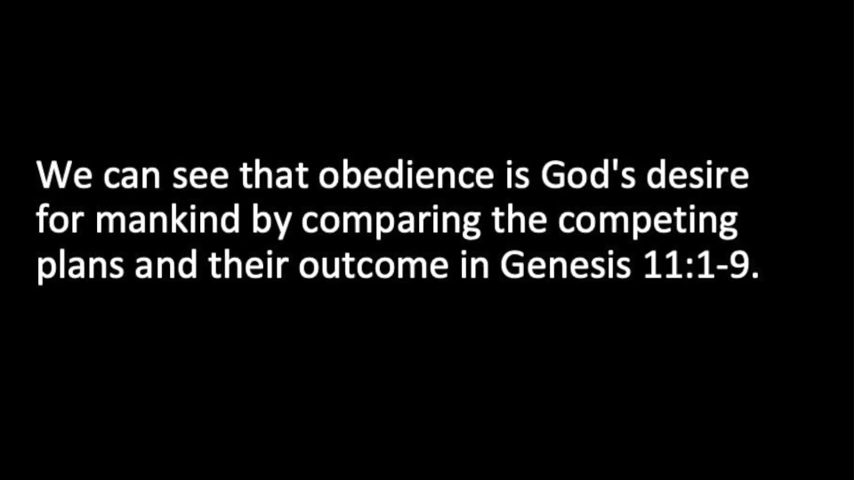 We can see that obedience is God's desire
for mankind by comparing the competing
plans and their outcome in Genesis 11:1-9.